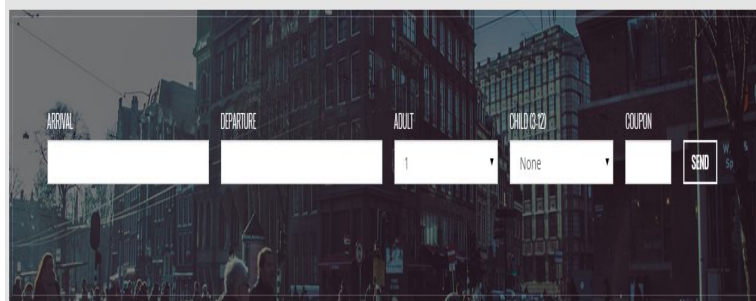 ARRIVAL
DEPARTURE
ADULT
CHILD (3-12)
COUPON
1
None
SEND